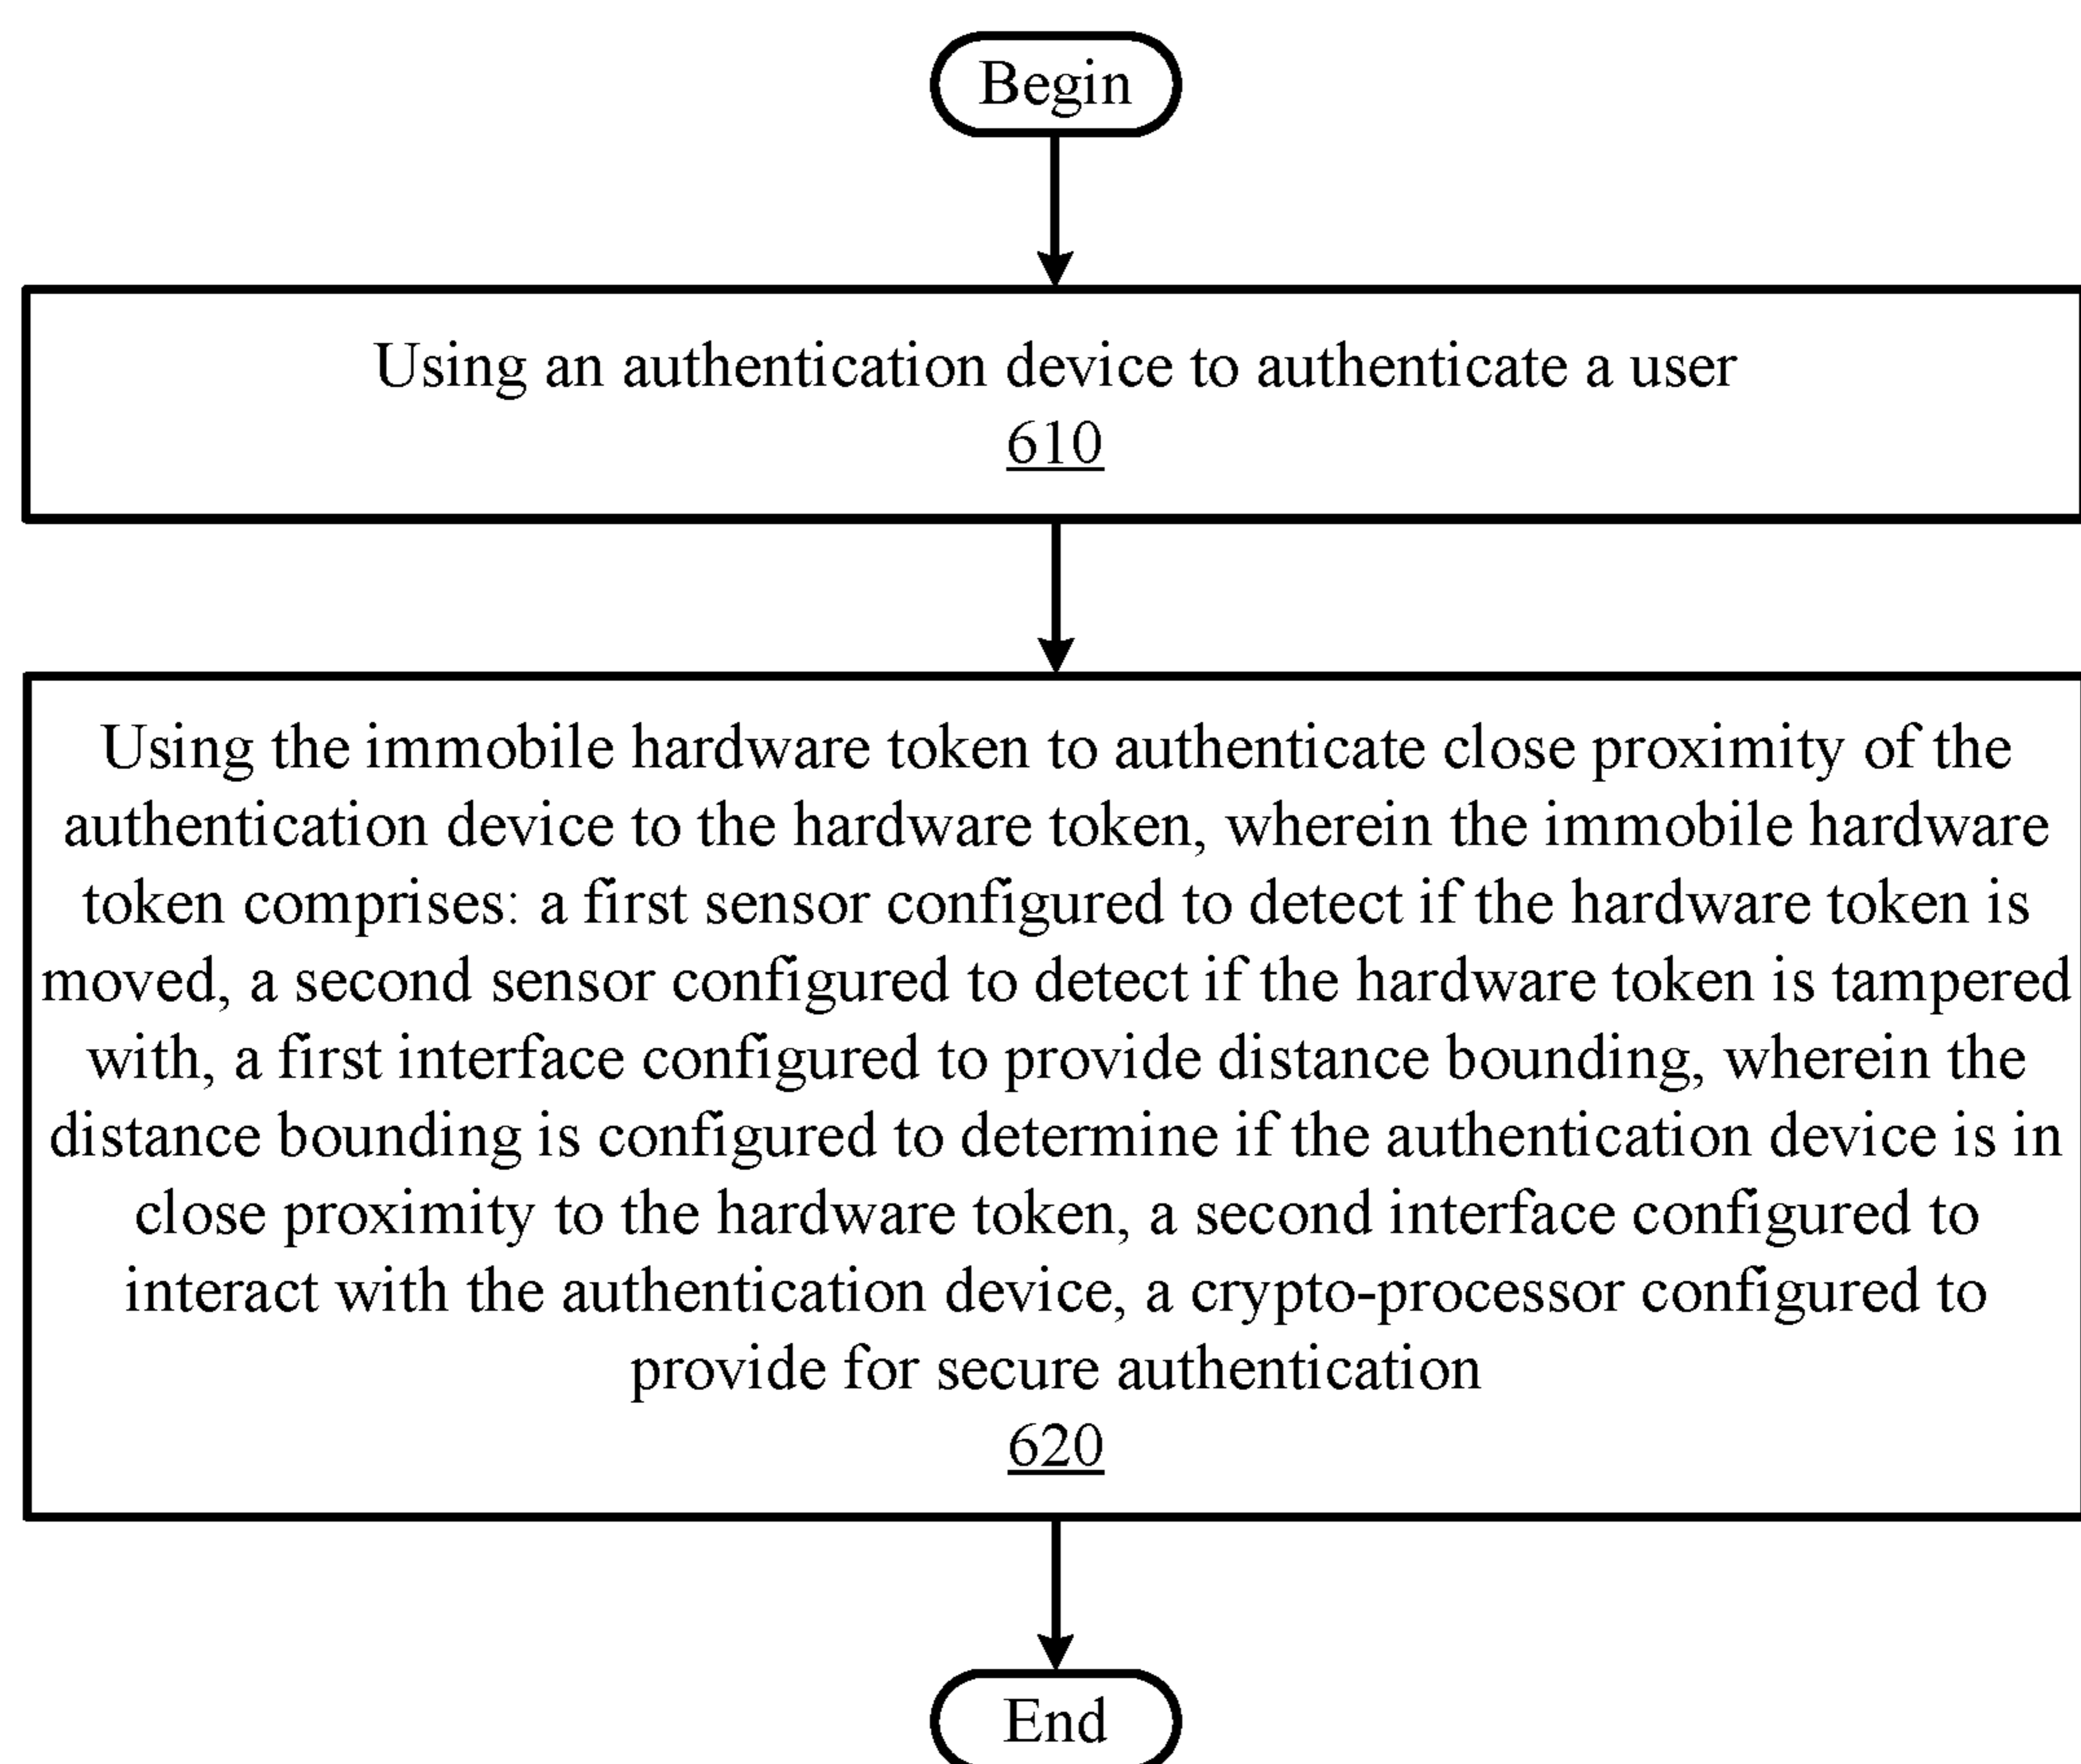 Begin
Using an authentication device to authenticate a user
610
Using the immobile hardware token to authenticate close proximity of the
authentication device to the hardware token, wherein the immobile hardware
token comprises: a first sensor configured to detect if the hardware token is
moved, a second sensor configured to detect if the hardware token is tampered
with, a first interface configured to provide distance bounding, wherein the
distance bounding is configured to determine if the authentication device is in
close proximity to the hardware token, a second interface configured to
interact with the authentication device, a crypto-processor configured to
provide for secure authentication
620
End